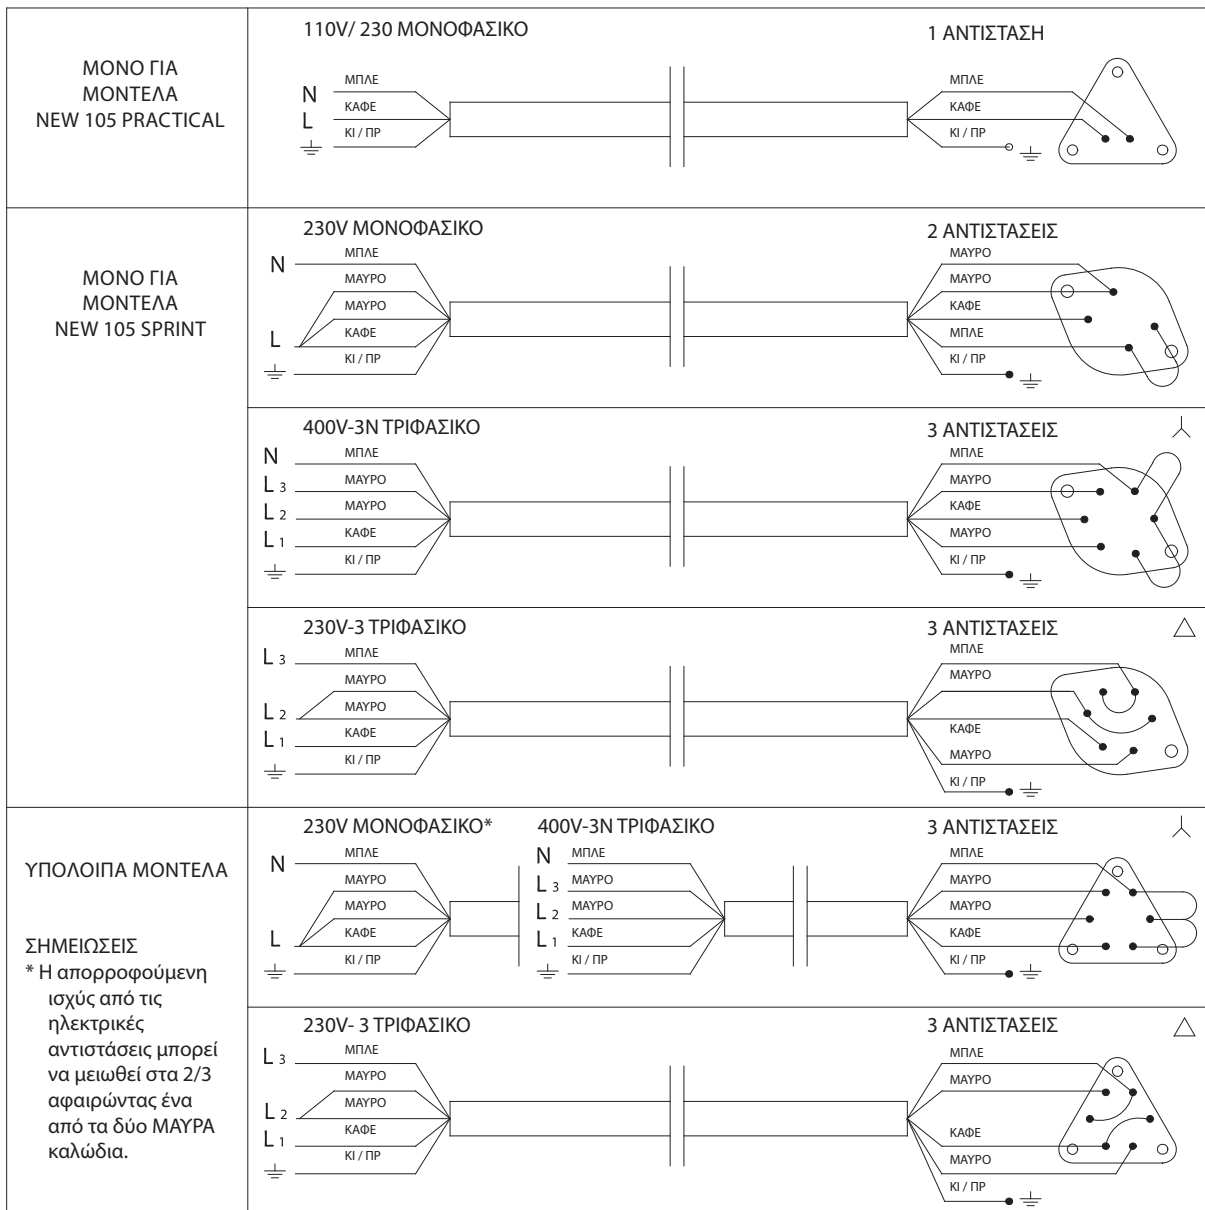 ΜΟΝΟ ΓΙΑ
ΜΟΝΤΕΛΑ
NEW 105 PRACTICAL
110V/ 230 ΜΟΝΟΦΑΣΙΚΟ
1 ΑΝΤΙΣΤΑΣΗ
N
L
ΜΠΛΕ
ΚΑΦΕ
ΚΙ / ΠΡ
ΜΠΛΕ
ΚΑΦΕ
ΚΙ / ΠΡ
ΜΟΝΟ ΓΙΑ
ΜΟΝΤΕΛΑ
NEW 105 SPRINT
230V ΜΟΝΟΦΑΣΙΚΟ
2 ΑΝΤΙΣΤΑΣΕΙΣ
N
L
ΜΠΛΕ
ΜΑΥΡΟ
ΜΑΥΡΟ
ΚΑΦΕ
ΚΙ / ΠΡ
ΜΑΥΡΟ
ΜΑΥΡΟ
ΚΑΦΕ
ΜΠΛΕ
ΚΙ / ΠΡ
400V-3N ΤΡΙΦΑΣΙΚΟ
3 ΑΝΤΙΣΤΑΣΕΙΣ
N
L 3
L 2
L 1
ΜΠΛΕ
ΜΑΥΡΟ
ΜΑΥΡΟ
ΚΑΦΕ
ΚΙ / ΠΡ
ΜΠΛΕ
ΜΑΥΡΟ
ΚΑΦΕ
ΜΑΥΡΟ
ΚΙ / ΠΡ
230V-3 ΤΡΙΦΑΣΙΚΟ
3 ΑΝΤΙΣΤΑΣΕΙΣ
L 3
L 2
L 1
ΜΠΛΕ
ΜΑΥΡΟ
ΜΑΥΡΟ
ΚΑΦΕ
ΚΙ / ΠΡ
ΜΠΛΕ
ΜΑΥΡΟ
ΚΑΦΕ
ΜΑΥΡΟ
ΚΙ / ΠΡ
ΥΠΟΛΟΙΠΑ ΜΟΝΤΕΛΑ
ΣΗΜΕΙΩΣΕΙΣ
* Η απορροφούμενη
ισχύς από τις
ηλεκτρικές
αντιστάσεις μπορεί
να μειωθεί στα 2/3
αφαιρώντας ένα
από τα δύο ΜΑΥΡΑ
καλώδια.
230V ΜΟΝΟΦΑΣΙΚΟ*
400V-3N ΤΡΙΦΑΣΙΚΟ
3 ΑΝΤΙΣΤΑΣΕΙΣ
N
L
ΜΠΛΕ
ΜΑΥΡΟ
ΜΑΥΡΟ
ΚΑΦΕ
ΚΙ / ΠΡ
N
L 3
L 2
L 1
ΜΠΛΕ
ΜΑΥΡΟ
ΜΑΥΡΟ
ΚΑΦΕ
ΚΙ / ΠΡ
ΜΠΛΕ
ΜΑΥΡΟ
ΜΑΥΡΟ
ΚΑΦΕ
ΚΙ / ΠΡ
230V- 3 ΤΡΙΦΑΣΙΚΟ
3 ΑΝΤΙΣΤΑΣΕΙΣ
L 3
L 2
L 1
ΜΠΛΕ
ΜΑΥΡΟ
ΜΑΥΡΟ
ΚΑΦΕ
ΚΙ / ΠΡ
ΜΠΛΕ
ΜΑΥΡΟ
ΚΑΦΕ
ΜΑΥΡΟ
ΚΙ / ΠΡ